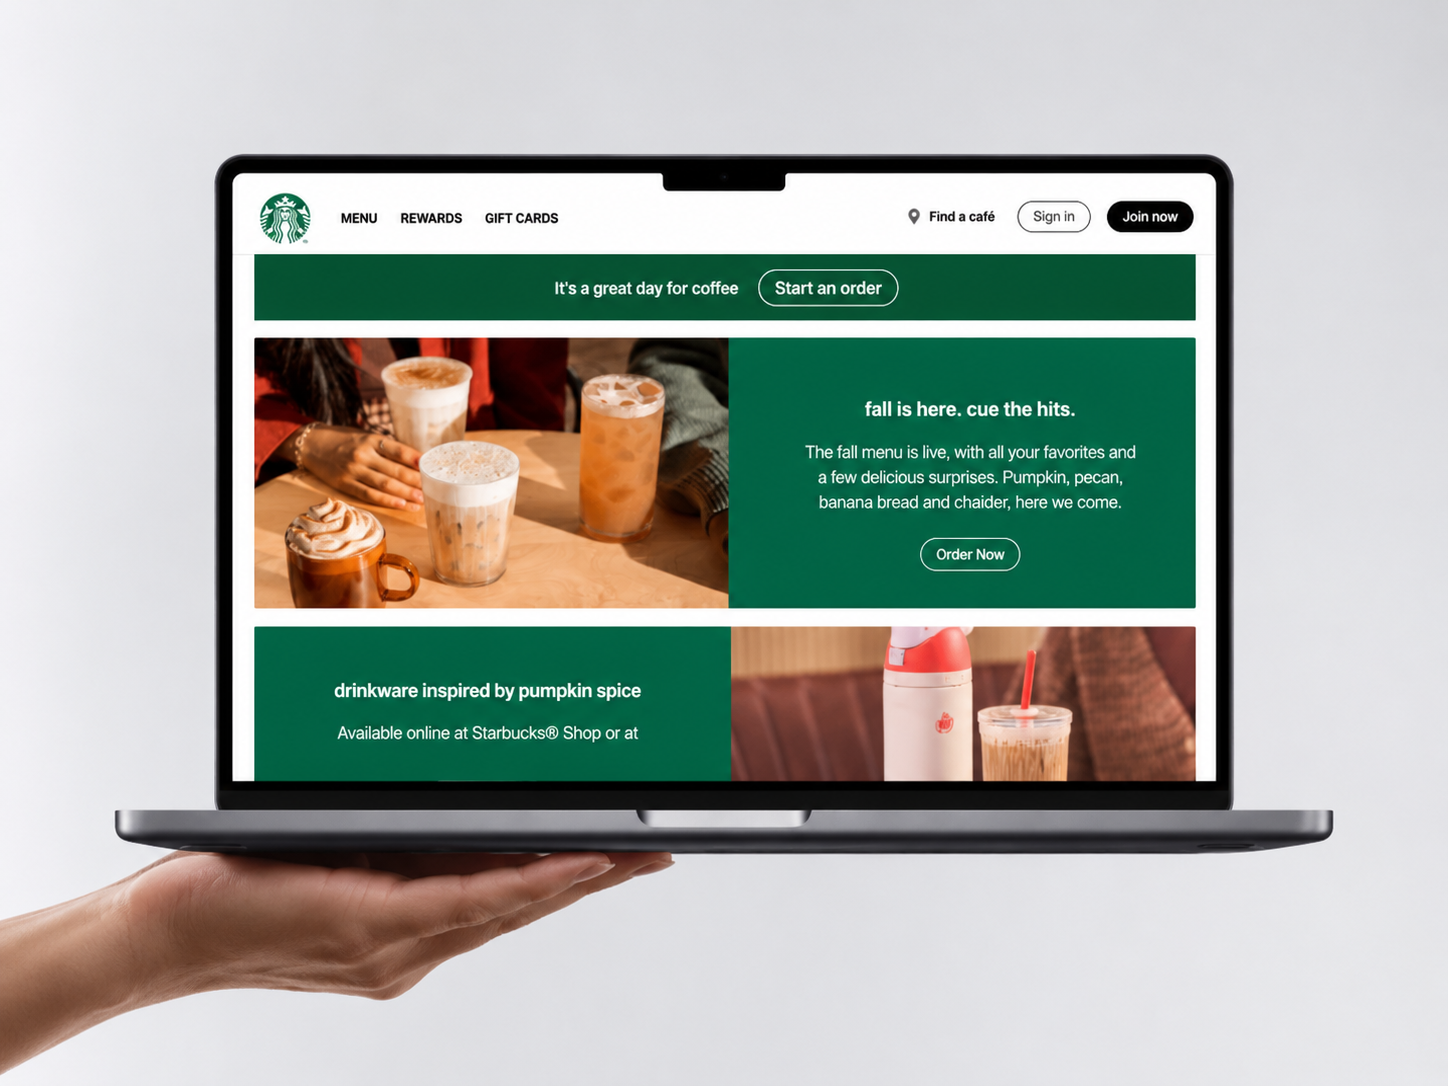 MENU REWARDS GIFT CARDS Find a café Sign in Join now
It's a great day for coffee Start an order
fall is here. cue the hits.
The fall menu is live, with all your favorites and
a few delicious surprises. Pumpkin, pecan,
banana bread and chaider, here we come.
Order Now
drinkware inspired by pumpkin spice
Available online at Starbucks® Shop or at